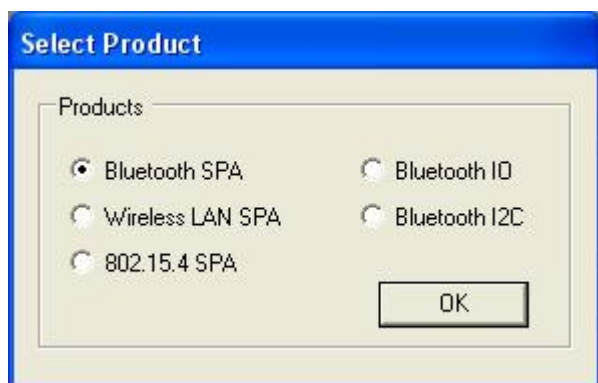 Select Product
Products
Bluetooth SPA
Bluetooth IO
Wireless LAN SPA
Bluetooth I2C
802.15.4 SPA
OK